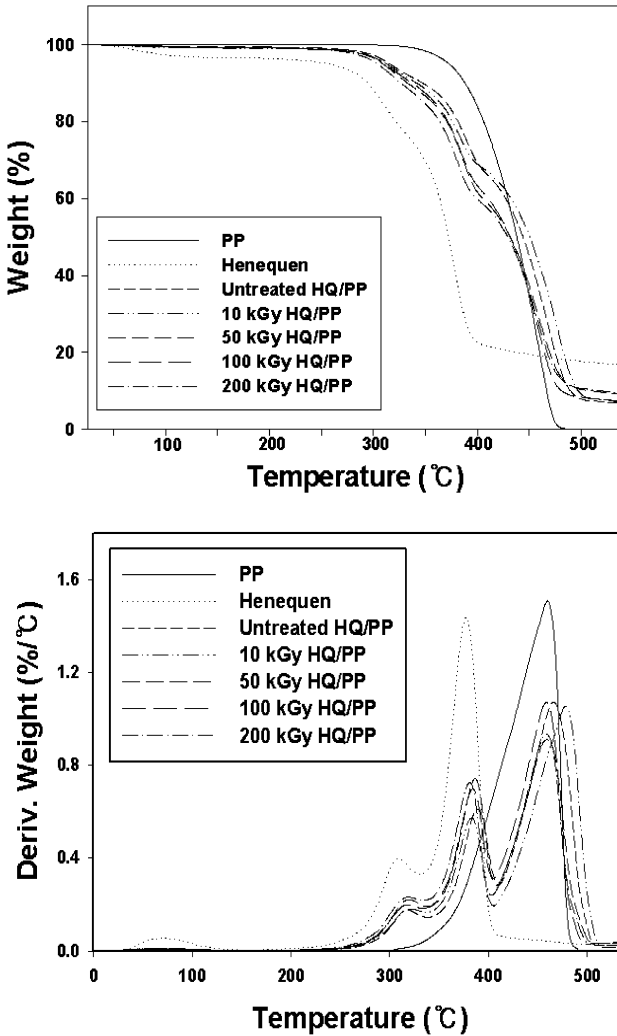 100
80
60
40
20
0
Weight (%)
PP
Henequen
Untreated HQ/PP
10 kGy HQ/PP
50 kGy HQ/PP
100 kGy HQ/PP
200 kGy HQ/PP
100 200 300 400 500
Temperature (℃)
1.6
1.2
0.8
0.4
0.0
Deriv. Weight (%/℃)
PP
Henequen
Untreated HQ/PP
10 kGy HQ/PP
50 kGy HQ/PP
100 kGy HQ/PP
200 kGy HQ/PP
0 100 200 300 400 500
Temperature (℃)